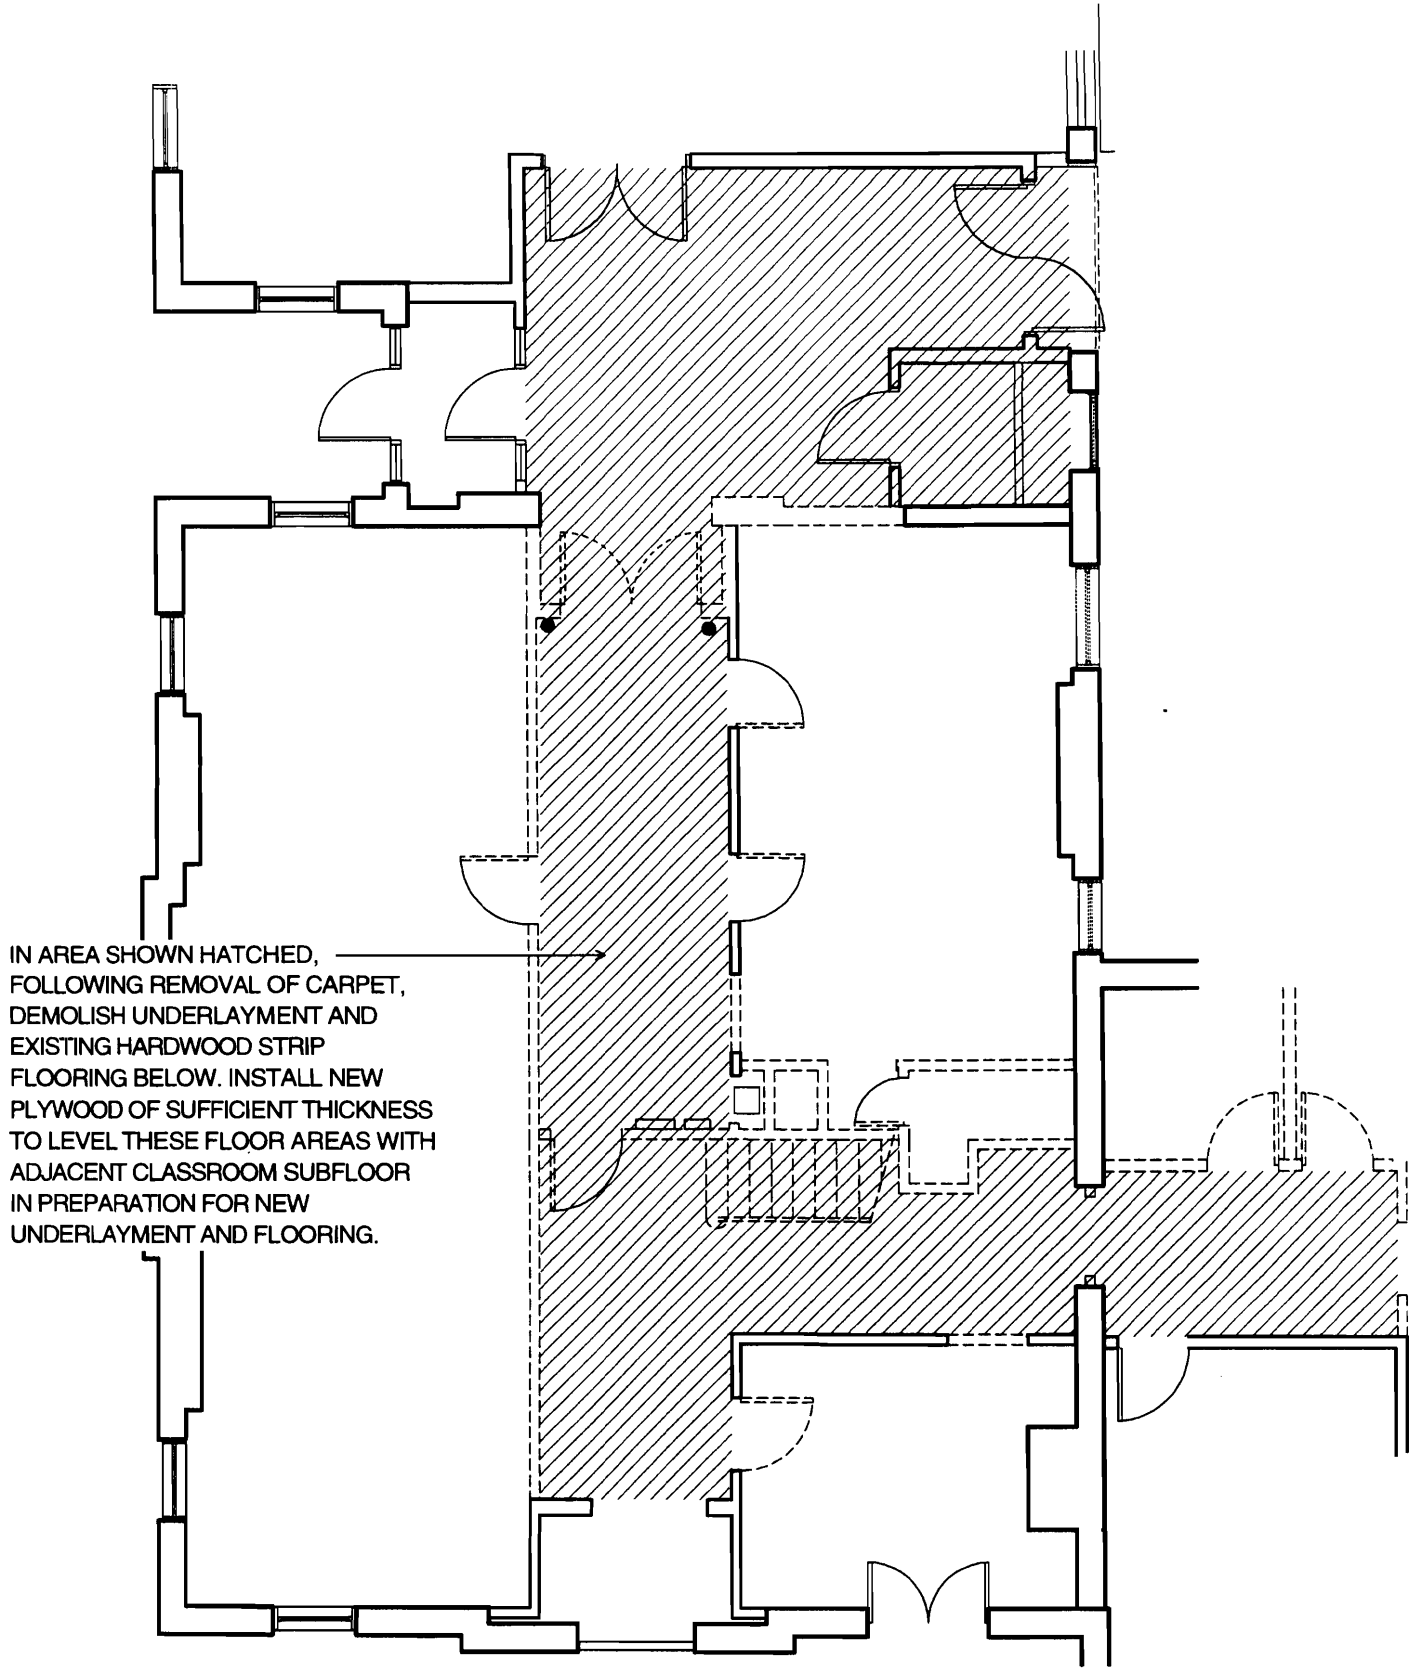 IN AREA SHOWN HATCHED,
FOLLOWING REMOVAL OF CARPET,
DEMOLISH UNDERLAYMENT AND
EXISTING HARDWOOD STRIP
FLOORING BELOW. INSTALL NEW
PLYWOOD OF SUFFICIENT THICKNESS
TO LEVEL THESE FLOOR AREAS WITH
ADJACENT CLASSROOM SUBFLOOR
IN PREPARATION FOR NEW
UNDERLAYMENT AND FLOORING.